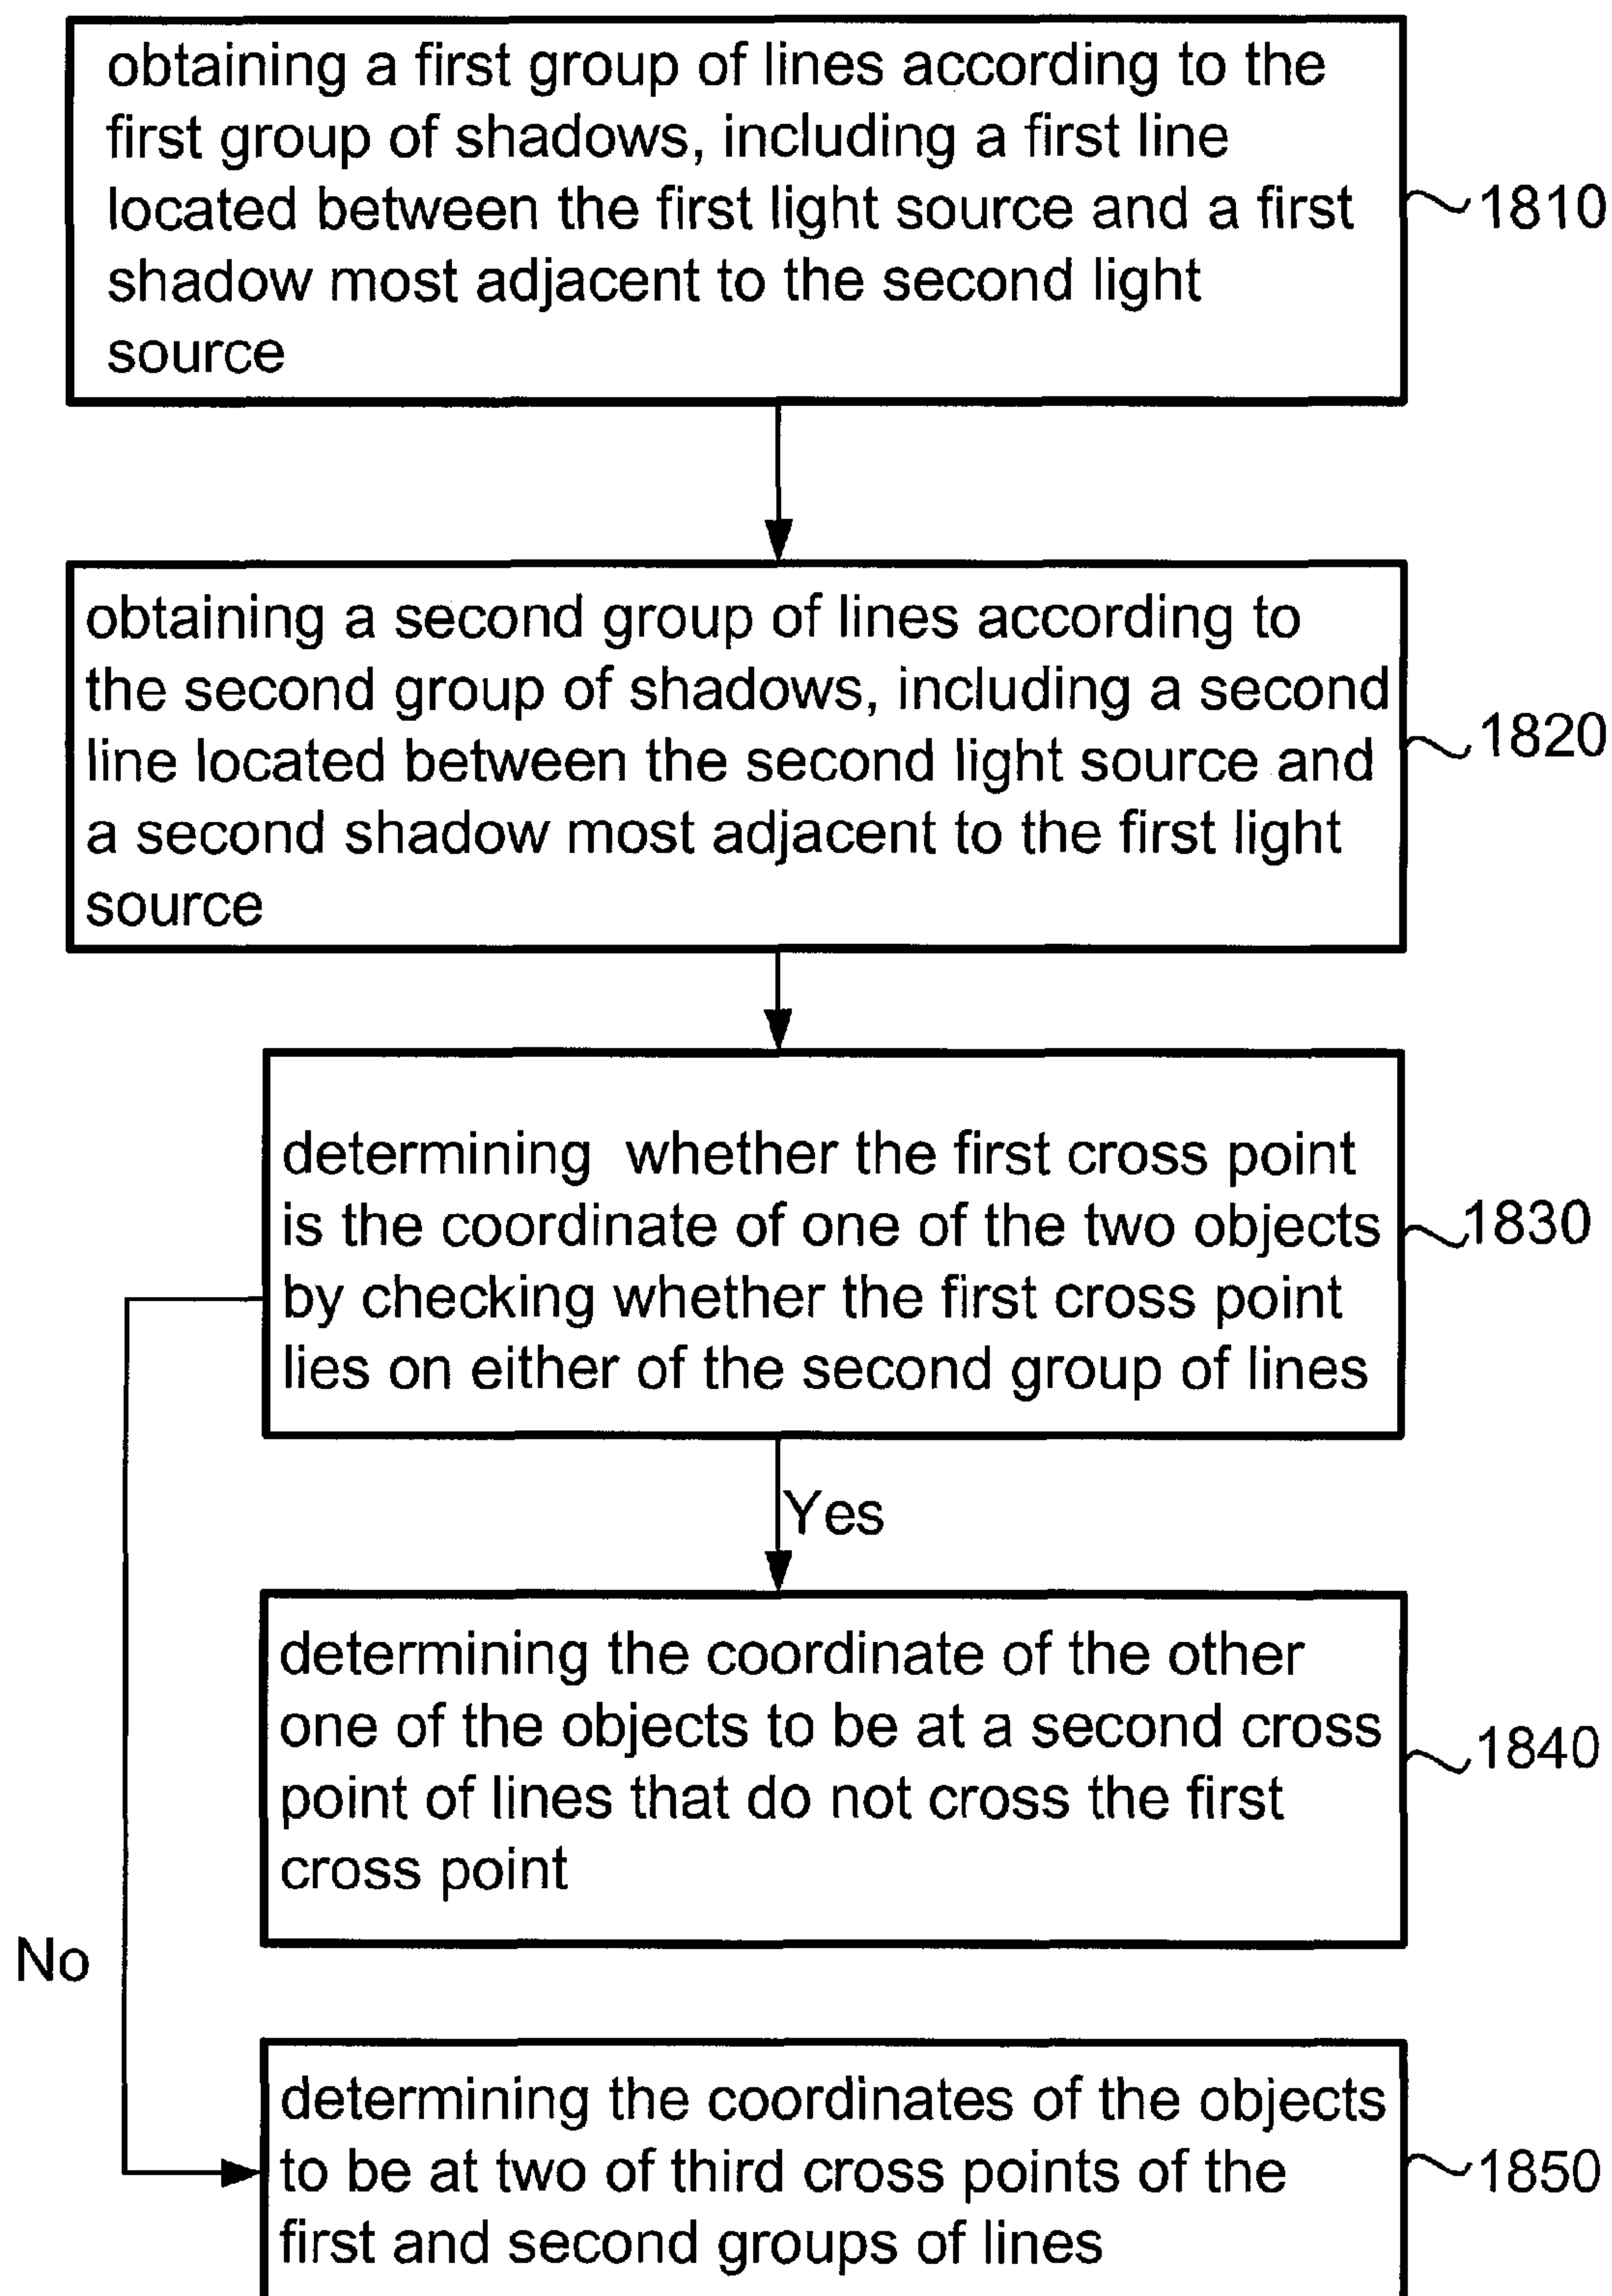 obtaining a first group of lines according to the
first group of shadows, including a first line
located between the first light source and a first
shadow most adjacent to the second light
source
1810
obtaining a second group of lines according to
the second group of shadows, including a second
line located between the second light source and
a second shadow most adjacent to the first light
source
1820
determining whether the first cross point
is the coordinate of one of the two objects
by checking whether the first cross point
lies on either of the second group of lines
1830
Yes
determining the coordinate of the other
one of the objects to be at a second cross
point of lines that do not cross the first
cross point
1840
No
determining the coordinates of the objects
to be at two of third cross points of the
first and second groups of lines
1850